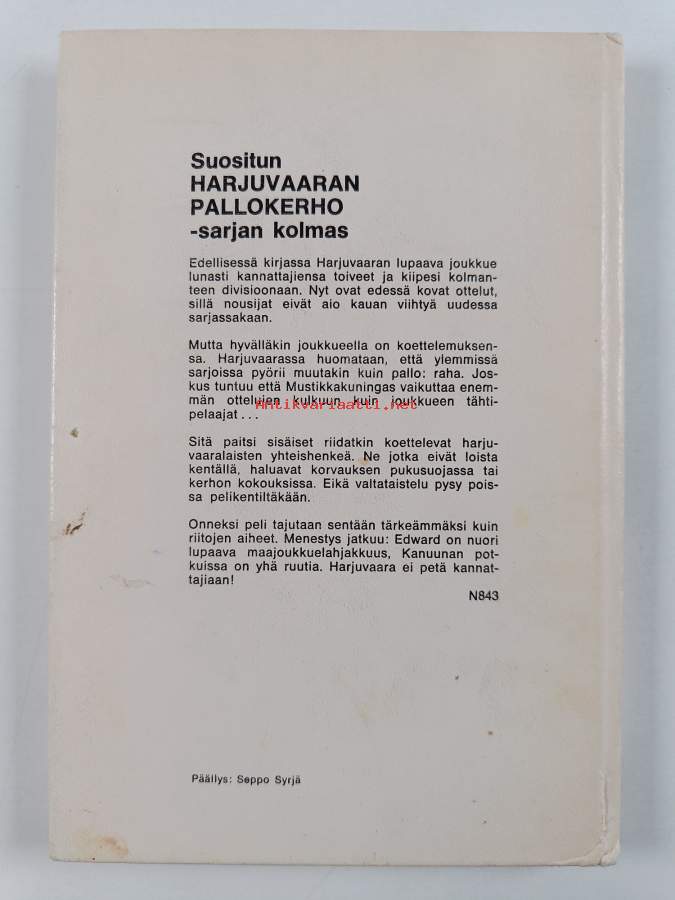 Suositun
HARJUVAARAN
PALLOKERHO
-sarjan kolmas
Edellisessä kirjassa Harjuvaaran lupaava joukkue
lunasti kannattajiensa toiveet ja kiipesi kolman-
teen divisioonaan. Nyt ovat edessä kovat ottelut,
sillä nousijat eivät aio kauan viihtyä uudessa
sarjassakaan.
Mutta hyvälläkin joukkueella on koettelemuksen-
sa. Harjuvaarassa huomataan, että ylemmissä
sarjoissa pyörii muutakin kuin pallo: raha. Jos-
kus tuntuu että Mustikkakuningas vaikuttaa enem-
män ottelujen kulkuun kuin joukkueen tähti-
pelaajat...
Antikvariaatti.net
Sitä paitsi sisäiset riidatkin koettelevat harju-
vaaralaisten yhteishenkeä. Ne jotka eivät loista
kentällä, haluavat korvauksen pukusuojassa tai
kerhon kokouksissa. Eikä valtataistelu pysy pois-
sa pelikentiltäkään.
Onneksi peli tajutaan sentään tärkeämmäksi kuin
riitojen aiheet. Menestys jatkuu: Edward on nuori
lupaava maajoukkuelahjakkuus, Kanuunan pot-
kuissa on yhä ruutia. Harjuvaara ei petä kannat-
tajiaan!
N843
Päällys: Seppo Syrjä